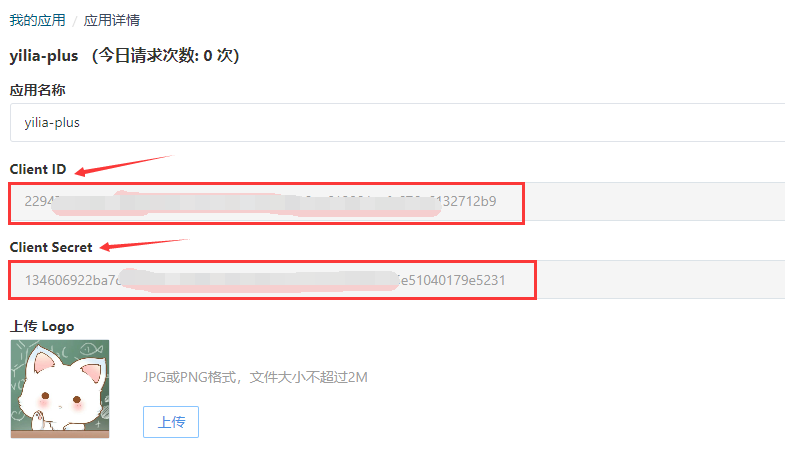 我的应用 / 应用详情
yilia-plus （今日请求次数: 0 次）
应用名称
yilia-plus
Client ID
2294 132712b9
Client Secret
134606922ba7 e51040179e5231
上传 Logo
JPG或PNG格式，文件大小不超过2M
上传